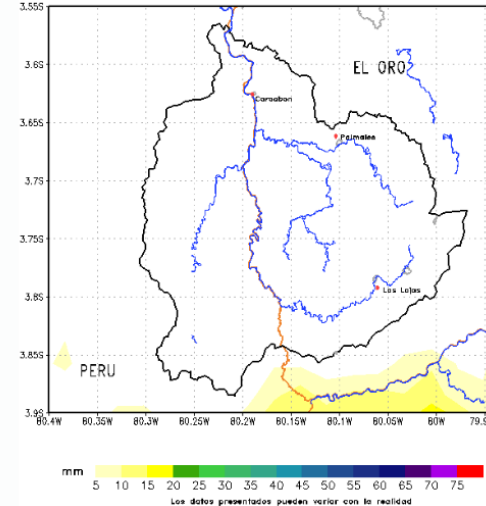 3.55S
3.6S
EL ORO
Carcabon
3.65S
Palmales
3.7S
3.75S
3.8S
Las Lajas
3.85S
PERU
3.9S
80.4W 80.35W 80.3W 80.25W 80.2W 80.15W 80.1W 80.05W 80W 79.9
mm
5 10 15 20 25 30 35 40 45 50 55 60 65 70 75
Los datos presentados pueden variar con la realidad